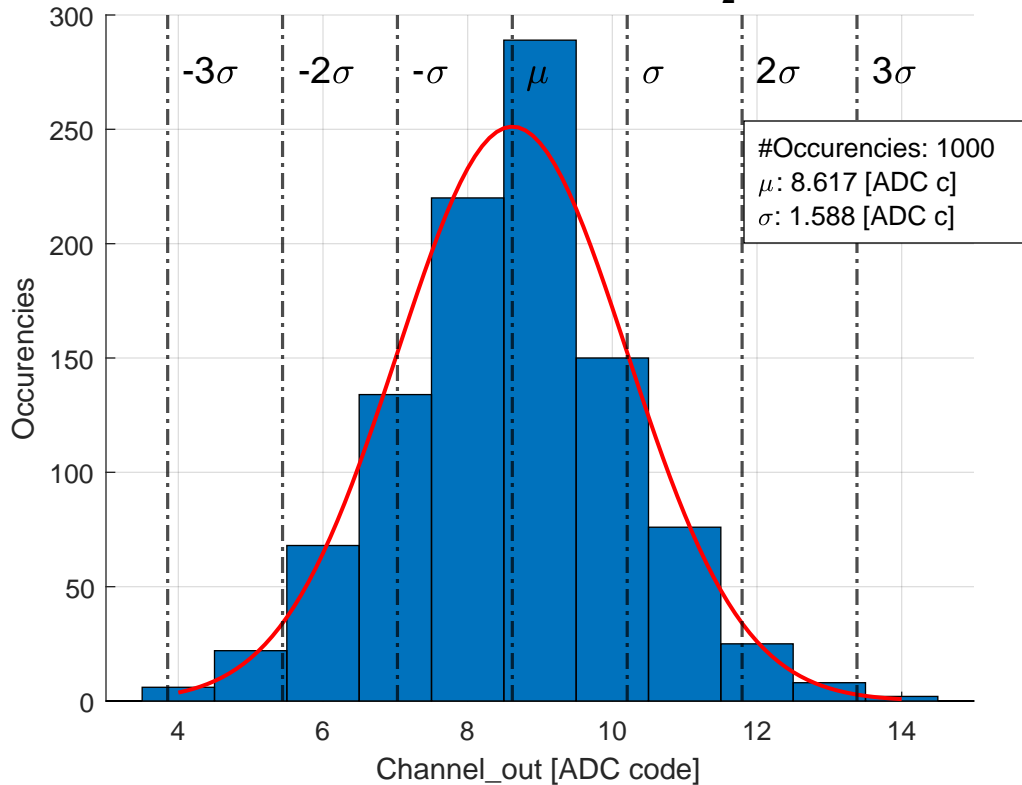 300
250
200
150
100
50
0
-3σ -2σ -σ μ σ 2σ 3σ
#Occurencies: 1000
μ: 8.617 [ADC c]
σ: 1.588 [ADC c]
Occurencies
4 6 8 10 12 14
Channel_out [ADC code]